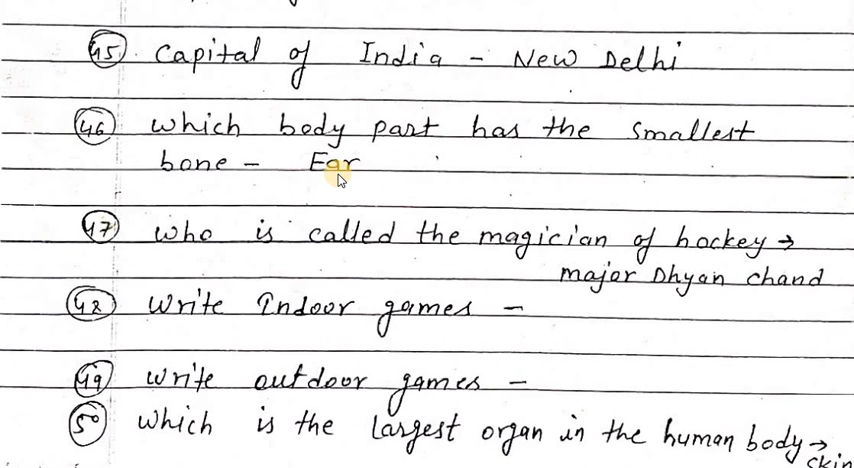 45. Capital of India - New Delhi
46 which body part has the smallest
bone - Ear
47 who is called the magician of hockey →
major Dhyan chand
48 write Indoor games -
49 write outdoor games -
50 which is the largest organ in the human body →
skin